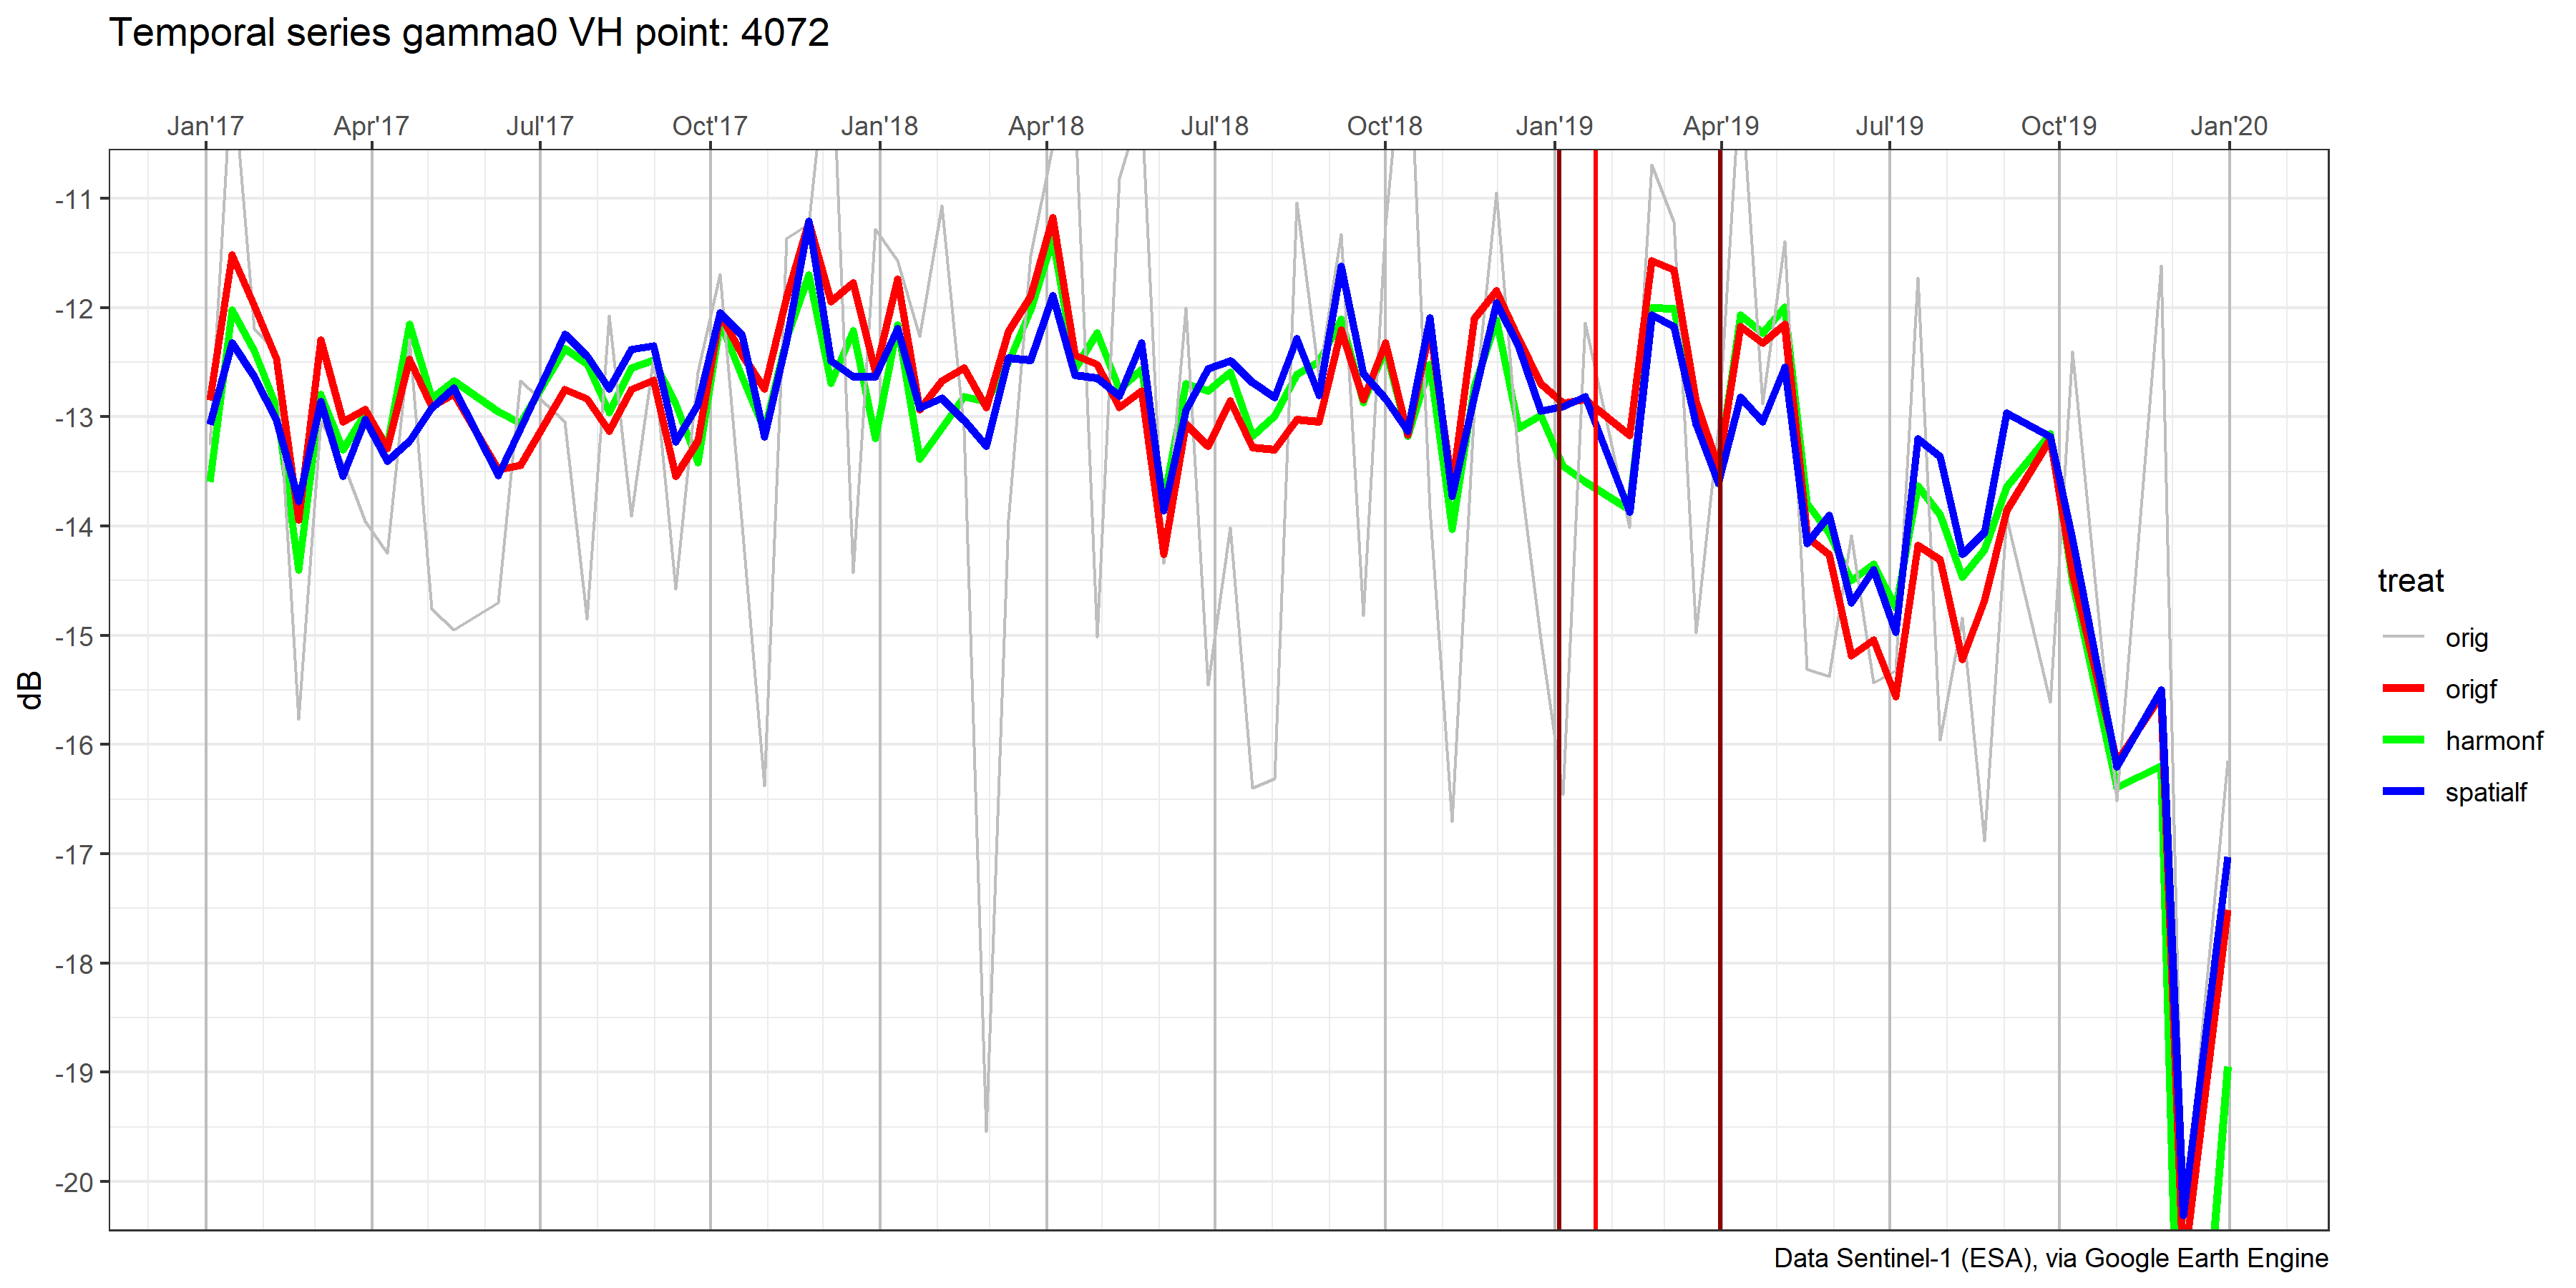 Temporal series gamma0 VH point: 4072
Jan'17 Apr'17 Jul'17 Oct'17 Jan'18 Apr'18 Jul'18 Oct'18 Jan'19 Apr'19 Jul'19 Oct'19 Jan'20
-11
-12
-13
-14
-15
-16
-17
-18
-19
-20
dB
treat
orig
origf
harmonf
spatialf
Data Sentinel-1 (ESA), via Google Earth Engine